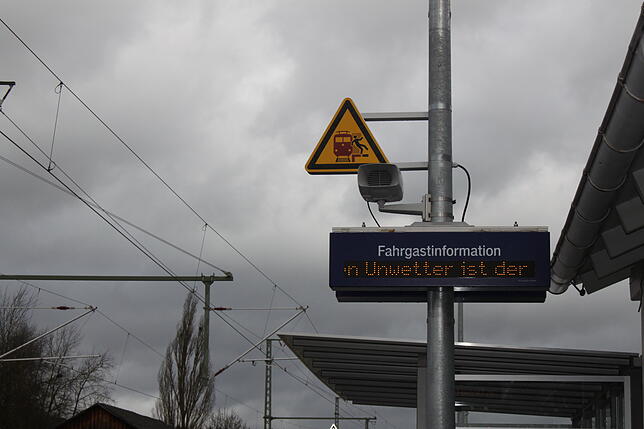 Fahrgastinformation
n Unwetter ist der